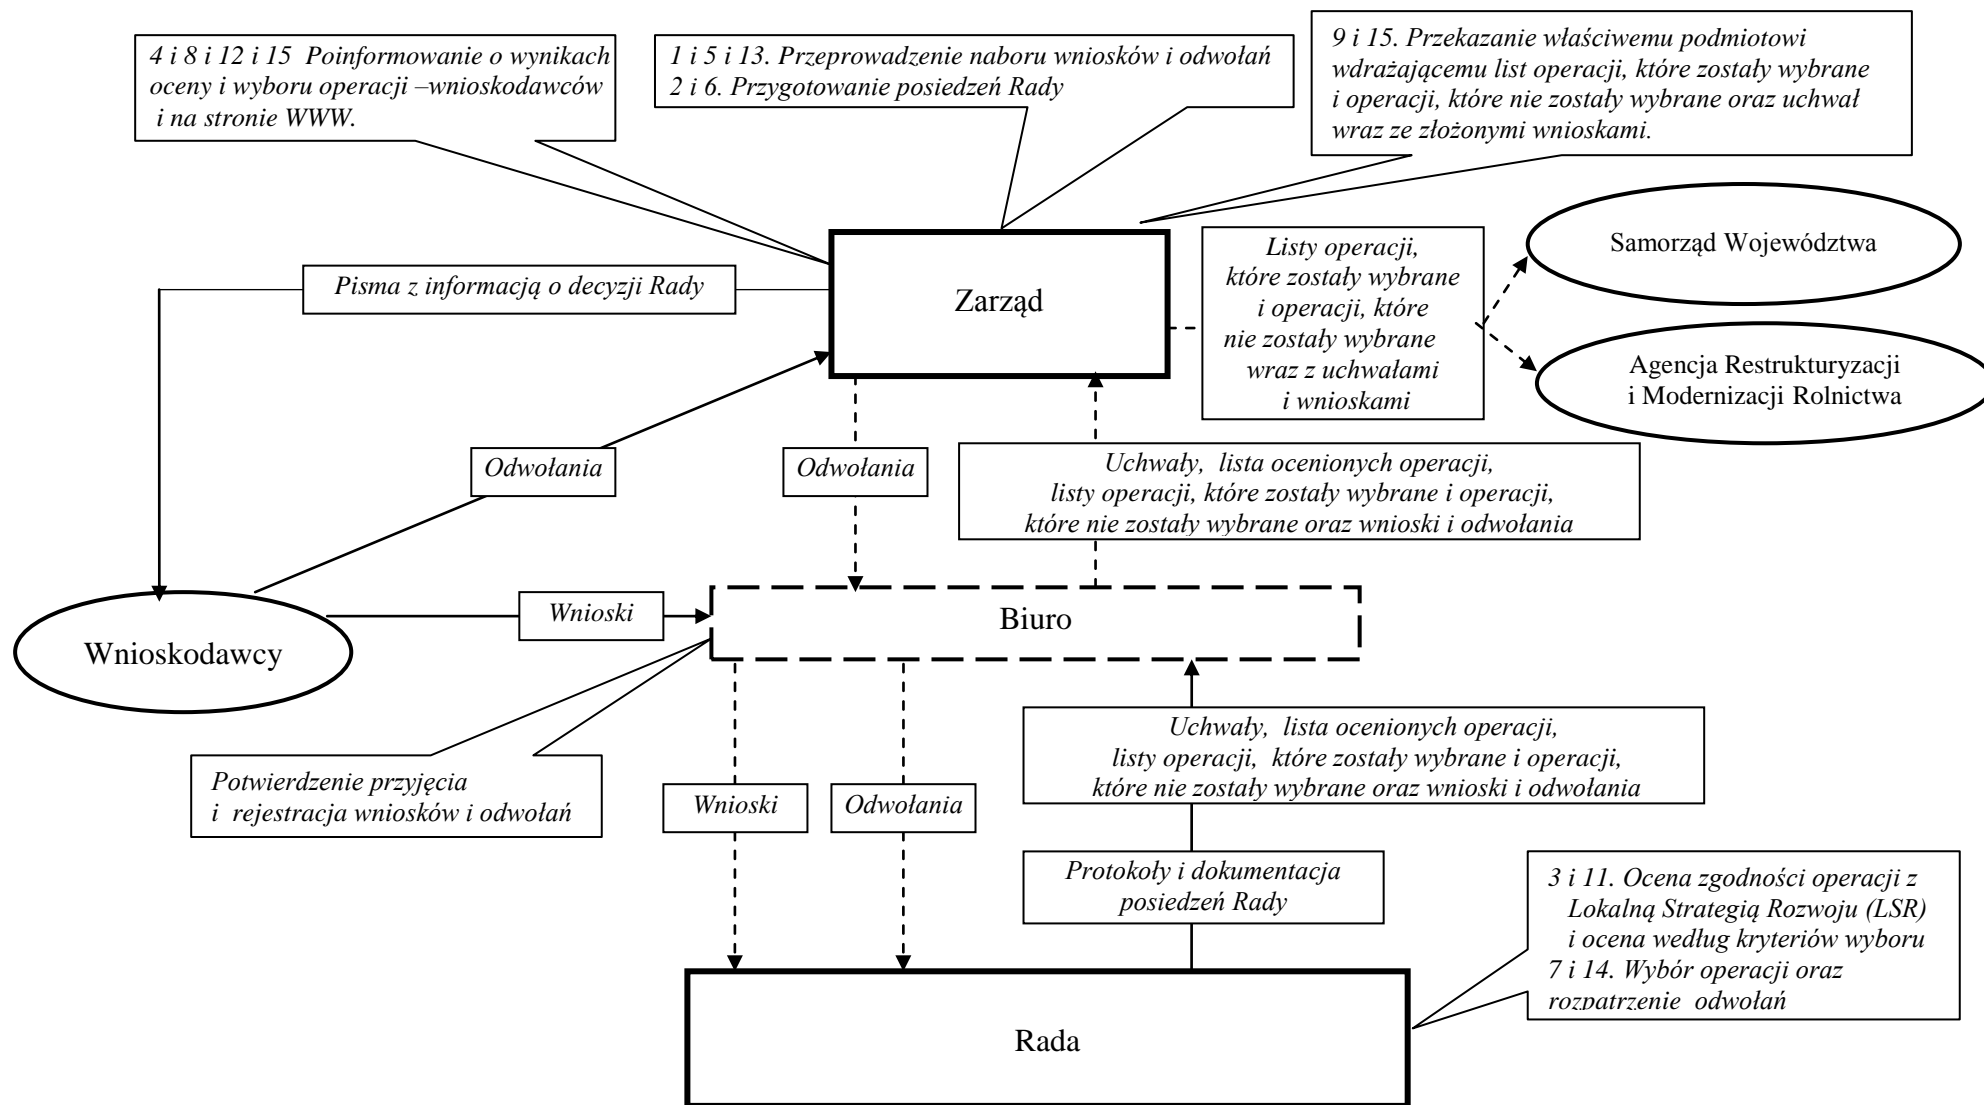 4 i 8 i 12 i 15  Poinformowanie o wynikach
oceny i wyboru operacji –wnioskodawców
i na stronie WWW.
1 i 5 i 13. Przeprowadzenie naboru wniosków i odwołań
2 i 6. Przygotowanie posiedzeń Rady
9 i 15. Przekazanie właściwemu podmiotowi
wdrażającemu list operacji, które zostały wybrane
i operacji, które nie zostały wybrane oraz uchwał
wraz ze złożonymi wnioskami.
Pisma z informacją o decyzji Rady
Zarząd
Listy operacji,
które zostały wybrane
i operacji, które
nie zostały wybrane
wraz z uchwałami
i wnioskami
Samorząd Województwa
Agencja Restrukturyzacji
i Modernizacji Rolnictwa
Odwołania
Odwołania
Uchwały,  lista ocenionych operacji,
listy operacji, które zostały wybrane i operacji,
które nie zostały wybrane oraz wnioski i odwołania
Wnioskodawcy
Wnioski
Biuro
Potwierdzenie przyjęcia
i  rejestracja wniosków i odwołań
Wnioski
Odwołania
Uchwały,  lista ocenionych operacji,
listy operacji,  które zostały wybrane i operacji,
które nie zostały wybrane oraz wnioski i odwołania
Protokoły i dokumentacja
posiedzeń Rady
3 i 11. Ocena zgodności operacji z
Lokalną Strategią Rozwoju (LSR)
i ocena według kryteriów wyboru
7 i 14. Wybór operacji oraz
rozpatrzenie  odwołań
Rada